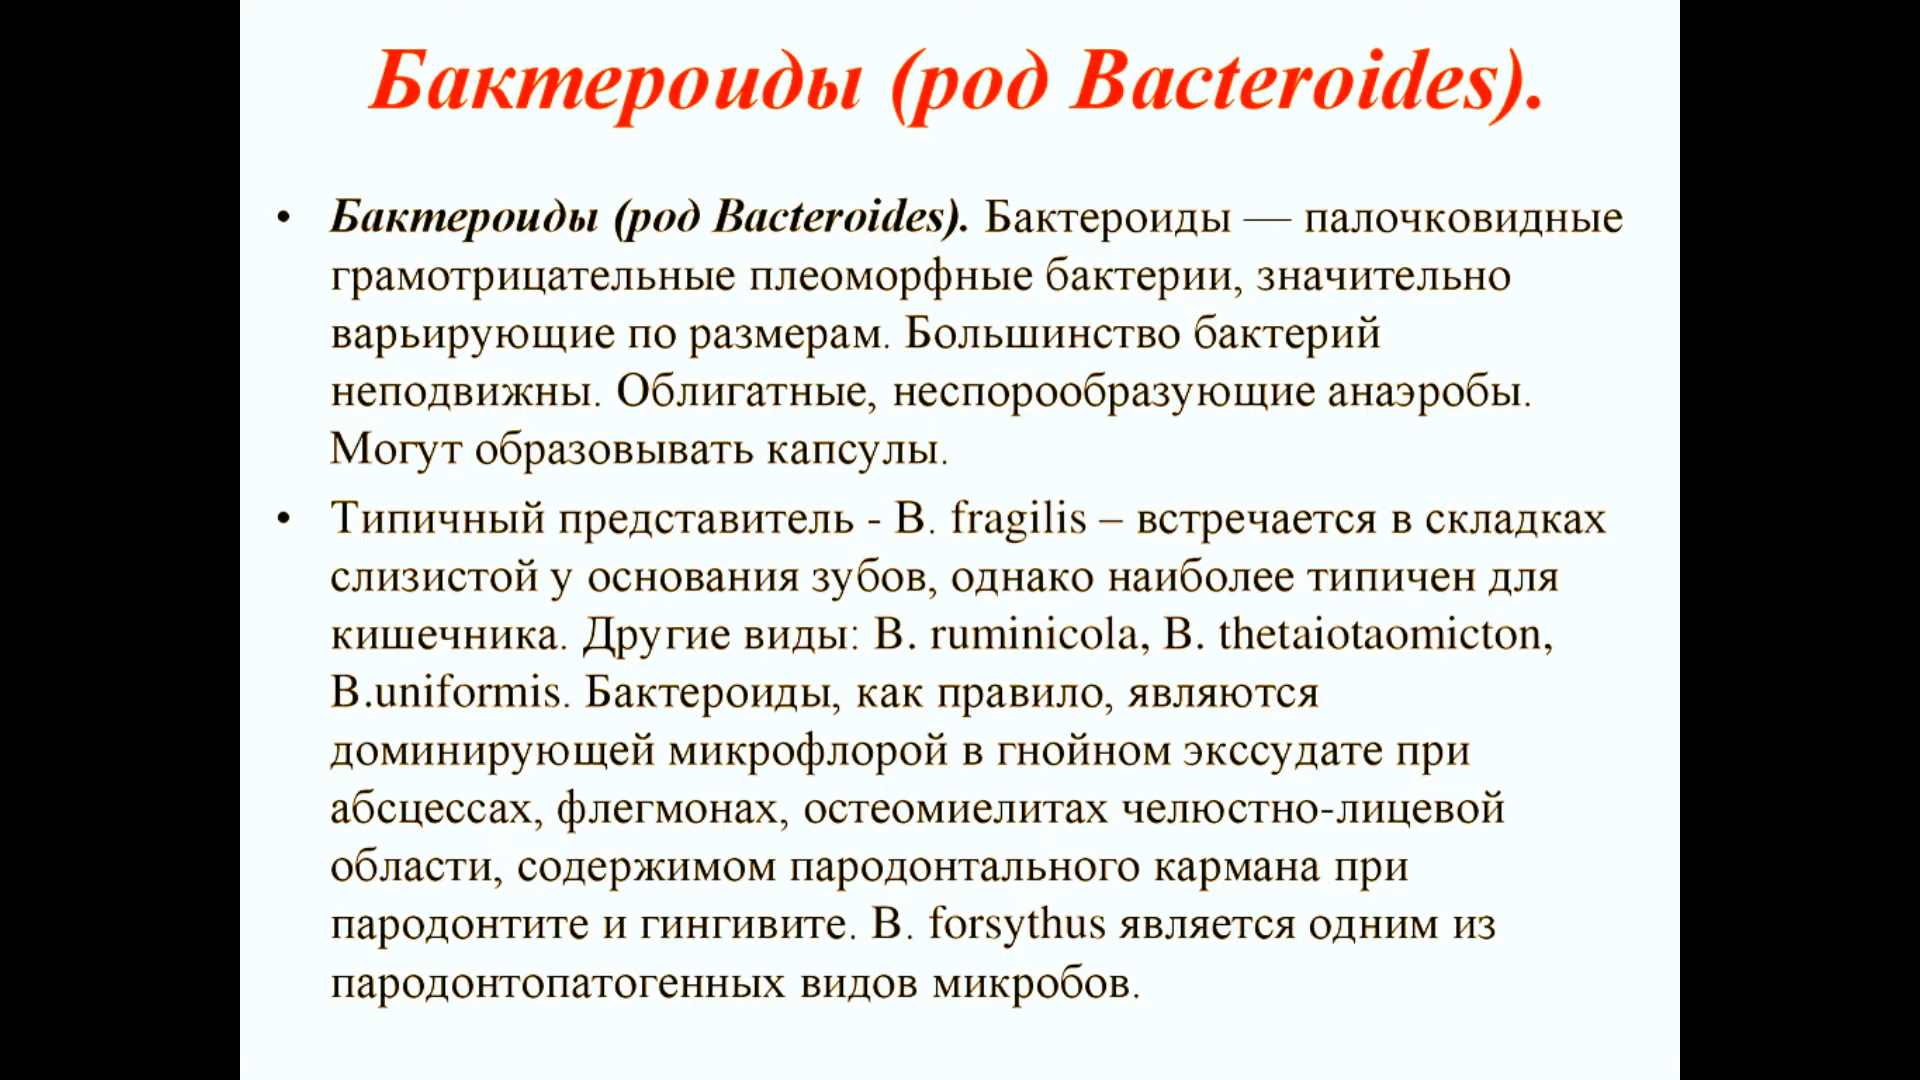 Бактероиды (род Bacteroides).
• Бактероиды (род Bacteroides). Бактероиды — палочковидные
грамотрицательные плеоморфные бактерии, значительно
варьирующие по размерам. Большинство бактерий
неподвижны. Облигатные, неспорообразующие анаэробы.
Могут образовывать капсулы.
• Типичный представитель - B. fragilis – встречается в складках
слизистой у основания зубов, однако наиболее типичен для
кишечника. Другие виды: B. ruminicola, B. thetaiotaomicton,
B.uniformis. Бактероиды, как правило, являются
доминирующей микрофлорой в гнойном экссудате при
абсцессах, флегмонах, остеомиелитах челюстно-лицевой
области, содержимом пародонтального кармана при
пародонтите и гингивите. B. forsythus является одним из
пародонтопатогенных видов микробов.